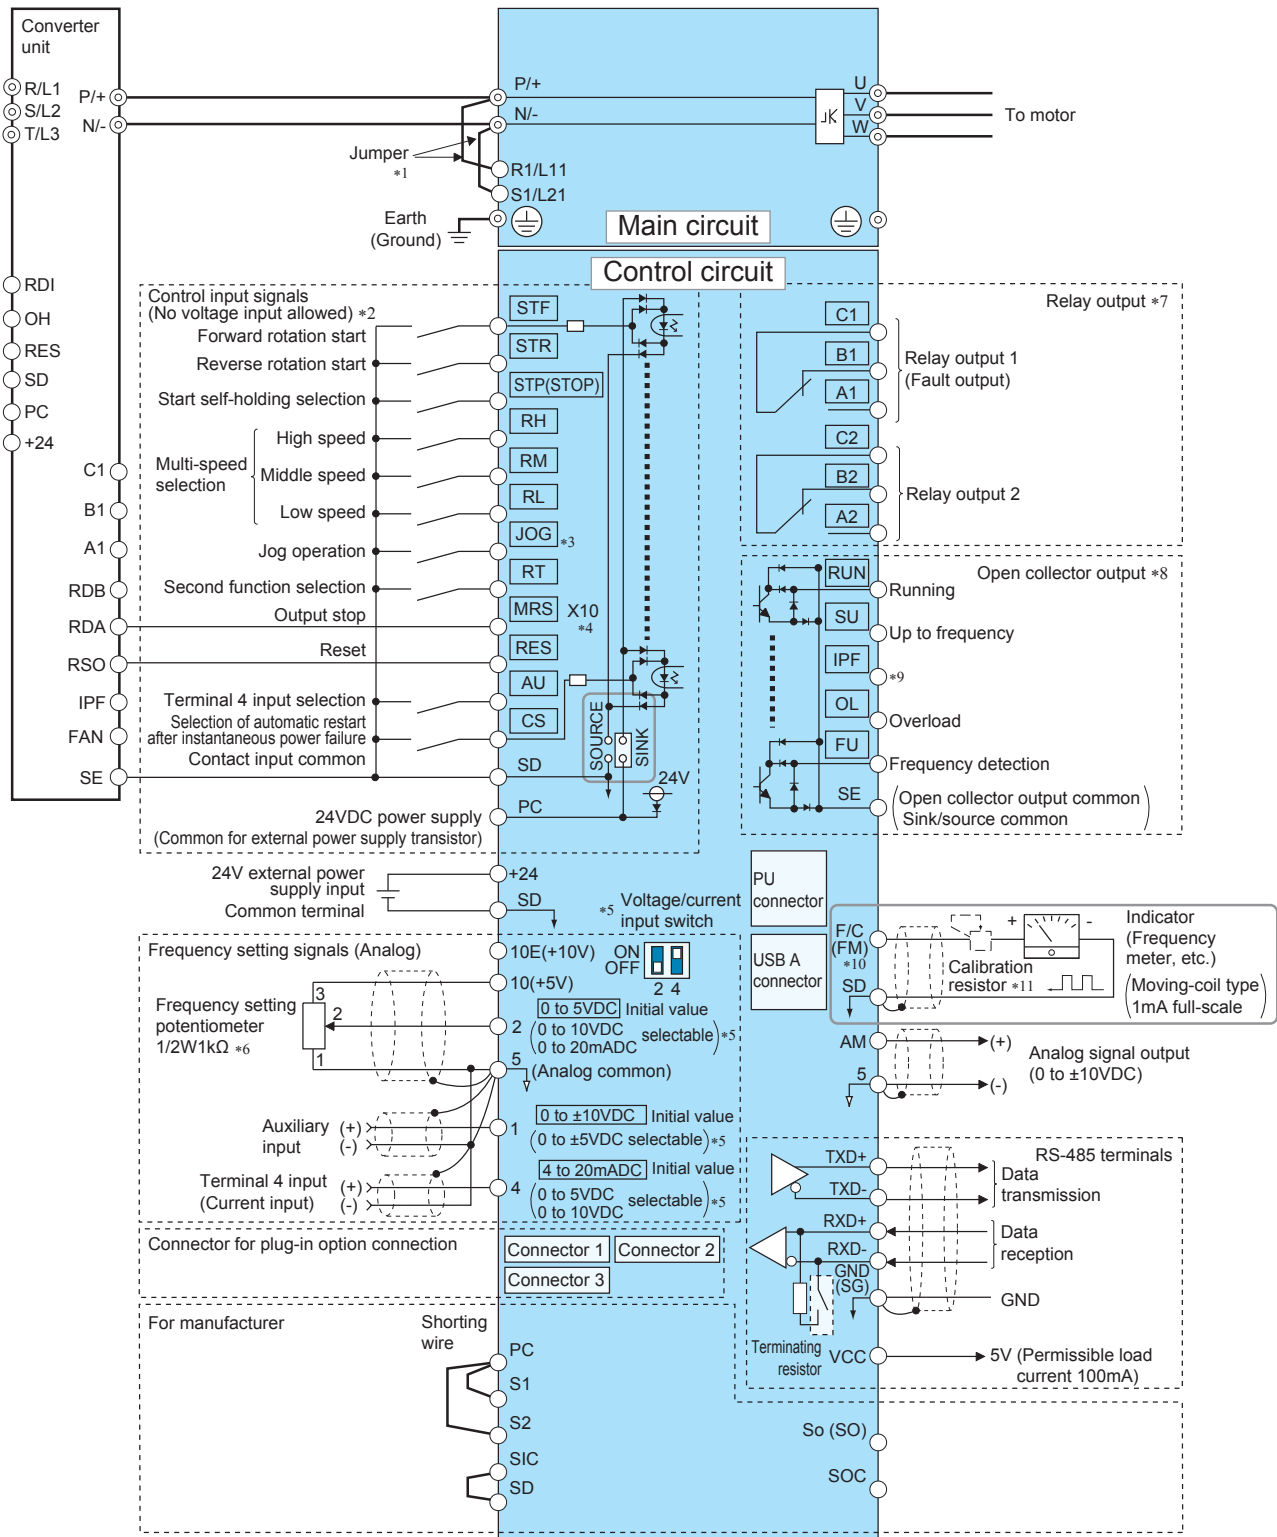 Converter
unit
R/L1
S/L2
T/L3
P/+
N/-
P/+
N/-
U
V
W
To motor
Jumper
*1
R1/L11
S1/L21
Earth
(Ground)
Main circuit
Control circuit
RDI
OH
RES
SD
PC
+24
C1
B1
A1
RDB
RDA
RSO
IPF
FAN
SE
Control input signals
(No voltage input allowed) *2
Forward rotation start
Reverse rotation start
Start self-holding selection
Multi-speed
selection
High speed
Middle speed
Low speed
Jog operation
Second function selection
Output stop
Reset
Terminal 4 input selection
Selection of automatic restart
after instantaneous power failure
Contact input common
24VDC power supply
(Common for external power supply transistor)
STF
STR
STP(STOP)
RH
RM
RL
JOG *3
RT
MRS X10
*4
RES
AU
CS
SD
PC
SOURCE
SINK
24V
Relay output *7
C1
B1
A1
Relay output 1
(Fault output)
C2
B2
A2
Relay output 2
Open collector output *8
RUN
Running
SU
Up to frequency
IPF
*9
OL
Overload
FU
Frequency detection
SE
(Open collector output common
Sink/source common)
24V external power
supply input
Common terminal
+24
SD
*5 Voltage/current
input switch
ON
OFF
2 4
PU
connector
USB A
connector
F/C
(FM)
*10
SD
+
-
Indicator
(Frequency
meter, etc.)
Calibration
resistor *11
(Moving-coil type
1mA full-scale)
AM
5
(+)
(-)
Analog signal output
(0 to ±10VDC)
Frequency setting signals (Analog)
Frequency setting
potentiometer
1/2W1kΩ *6
3
2
1
10E(+10V)
10(+5V)
2
0 to 5VDC Initial value
(0 to 10VDC
0 to 20mADC selectable) *5
5
(Analog common)
Auxiliary
input
(+)
(-)
1
0 to ±10VDC Initial value
(0 to ±5VDC selectable) *5
Terminal 4 input
(Current input)
(+)
(-)
4
4 to 20mADC Initial value
(0 to 5VDC
0 to 10VDC selectable) *5
RS-485 terminals
TXD+
TXD-
Data
transmission
RXD+
RXD-
Data
reception
GND
(SG)
GND
Terminating
resistor
VCC
5V (Permissible load
current 100mA)
Connector for plug-in option connection
Connector 1
Connector 2
Connector 3
For manufacturer
Shorting
wire
PC
S1
S2
SIC
SD
So (SO)
SOC